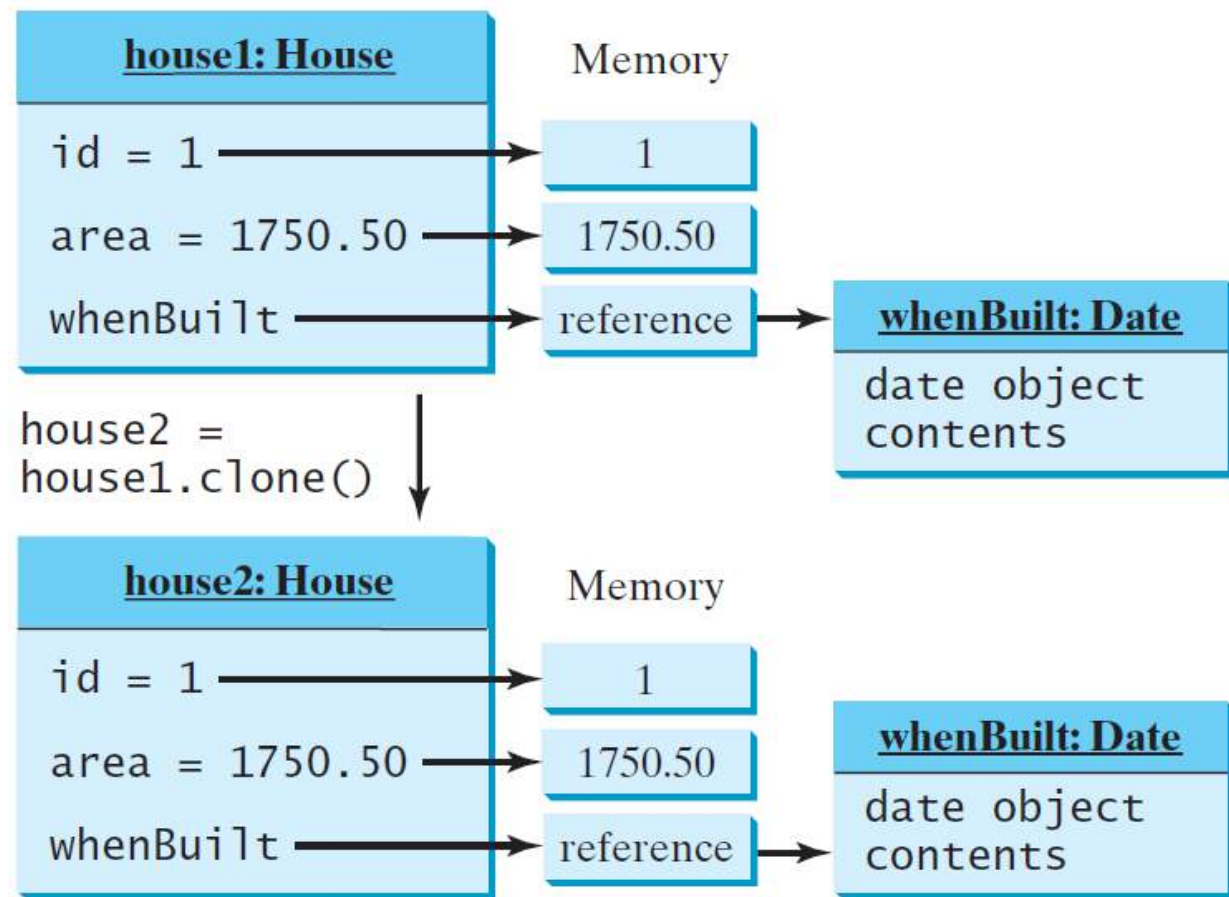 house1: House
Memory
id = 1
1
area = 1750.50
1750.50
whenBuilt
reference
whenBuilt: Date
date object
contents
house2 =
house1.clone()
house2: House
Memory
id = 1
1
area = 1750.50
1750.50
whenBuilt
reference
whenBuilt: Date
date object
contents